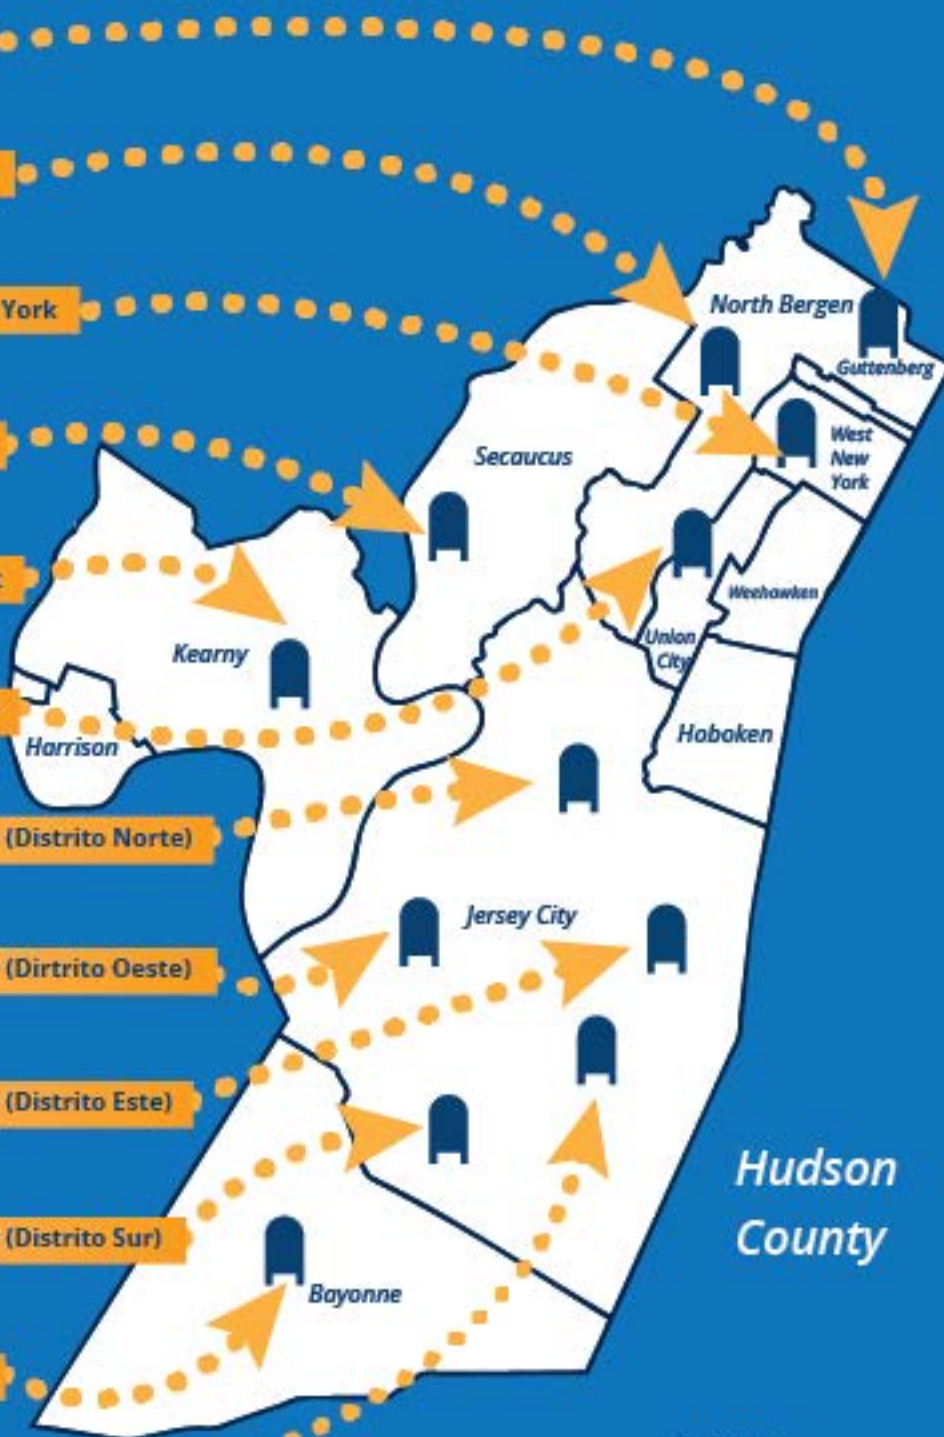 North Bergen
York
Guttenberg
West
New
York
Secaucus
Weehawken
Union
City
Kearny
Hoboken
Harrison
(Distrito Norte)
Jersey City
(Dirtrito Oeste)
(Distrito Este)
Hudson
County
(Distrito Sur)
Bayonne